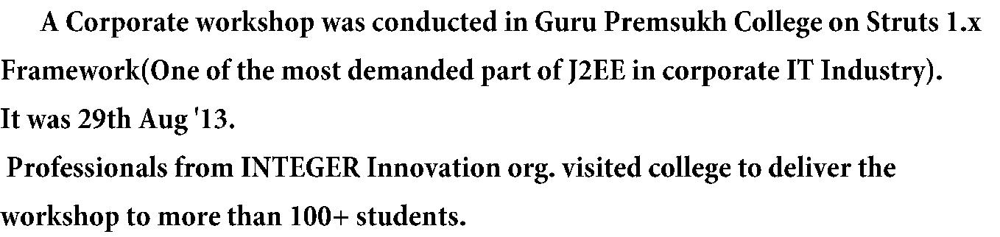 A Corporate workshop was conducted in Guru Premsukh College on Struts 1.x
Framework(One of the most demanded part of J2EE in corporate IT Industry).
It was 29th Aug '13.
Professionals from INTEGER Innovation org. visited college to deliver the
workshop to more than 100+ students.